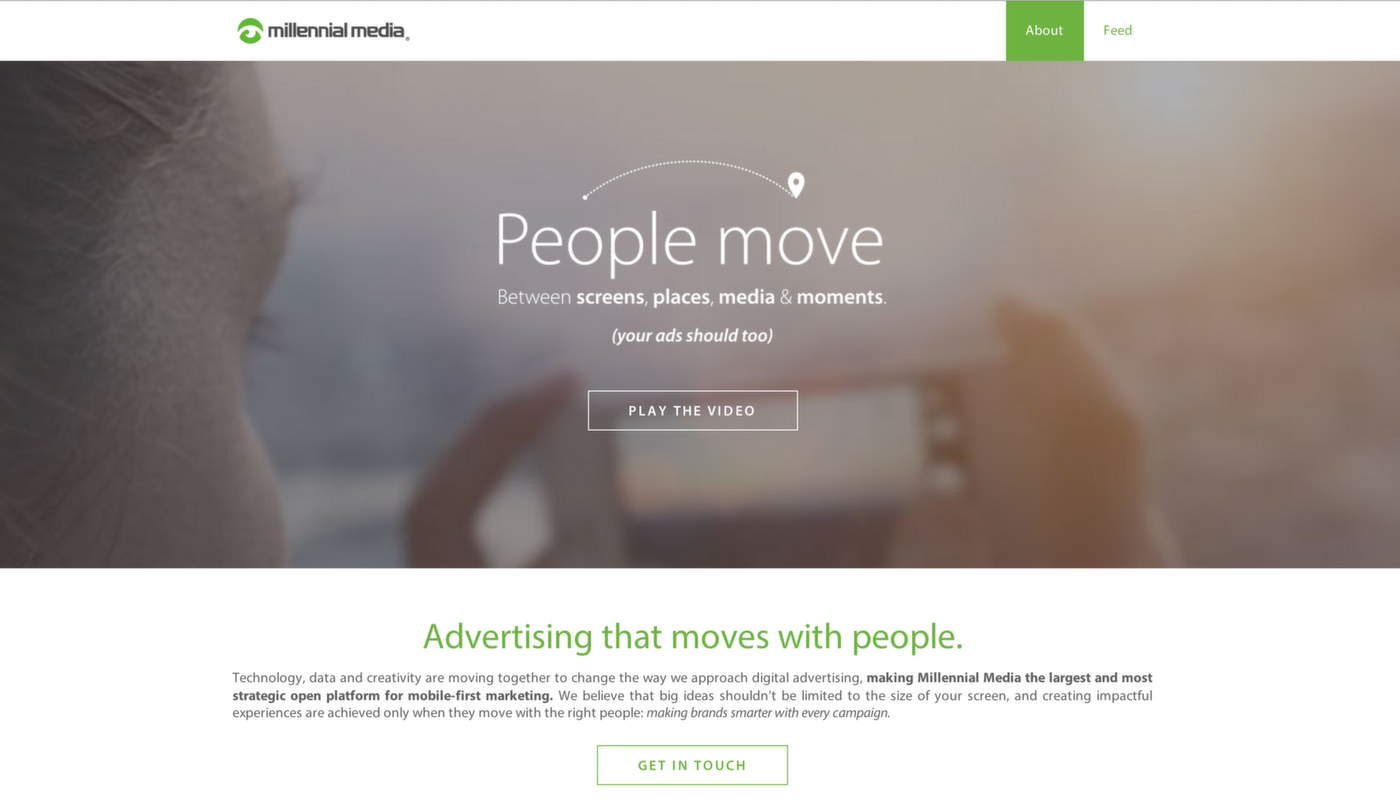 millennial media®
About
Feed
People move
Between screens, places, media & moments.
(your ads should too)
PLAY THE VIDEO
Advertising that moves with people.
Technology, data and creativity are moving together to change the way we approach digital advertising, making Millennial Media the largest and most
strategic open platform for mobile-first marketing. We believe that big ideas shouldn't be limited to the size of your screen, and creating impactful
experiences are achieved only when they move with the right people: making brands smarter with every campaign.
GET IN TOUCH